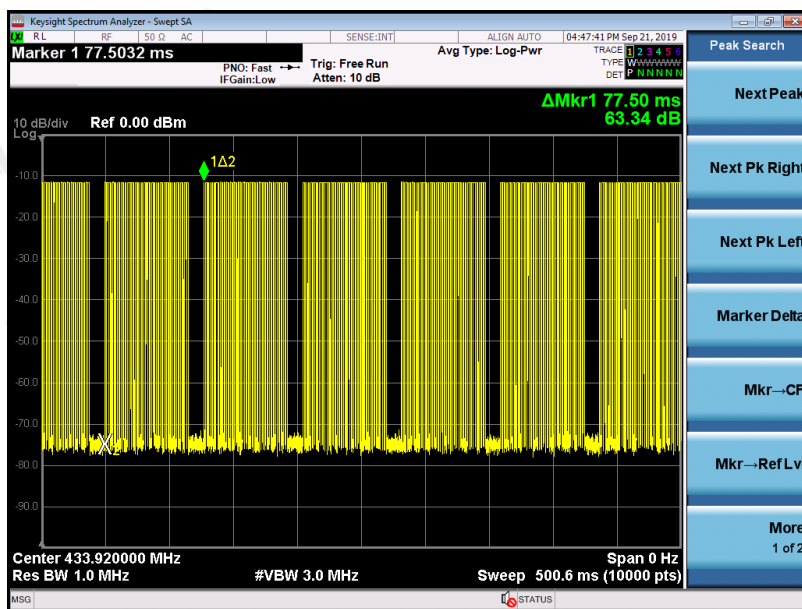 Keysight Spectrum Analyzer - Swept SA
LXI RL RF 50 Ω AC SENSE:INT ALIGN AUTO 04:47:41 PM Sep 21, 2019
Marker 1 77.5032 ms
PNO: Fast
IFGain:Low
Trig: Free Run
Atten: 10 dB
Avg Type: Log-Pwr
TRACE 1 2 3 4 5 6
TYPE W
DET P N N N N N
Peak Search
Next Peak
Next Pk Right
Next Pk Left
Marker Delta
Mkr→CF
Mkr→Ref Lv
More
1 of 2
ΔMkr1 77.50 ms
63.34 dB
10 dB/div Ref 0.00 dBm
Log
1Δ2
-10.0
-20.0
-30.0
-40.0
-50.0
-60.0
-70.0
-80.0
-90.0
2
Center 433.920000 MHz Span 0 Hz
Res BW 1.0 MHz #VBW 3.0 MHz Sweep 500.6 ms (10000 pts)
MSG STATUS